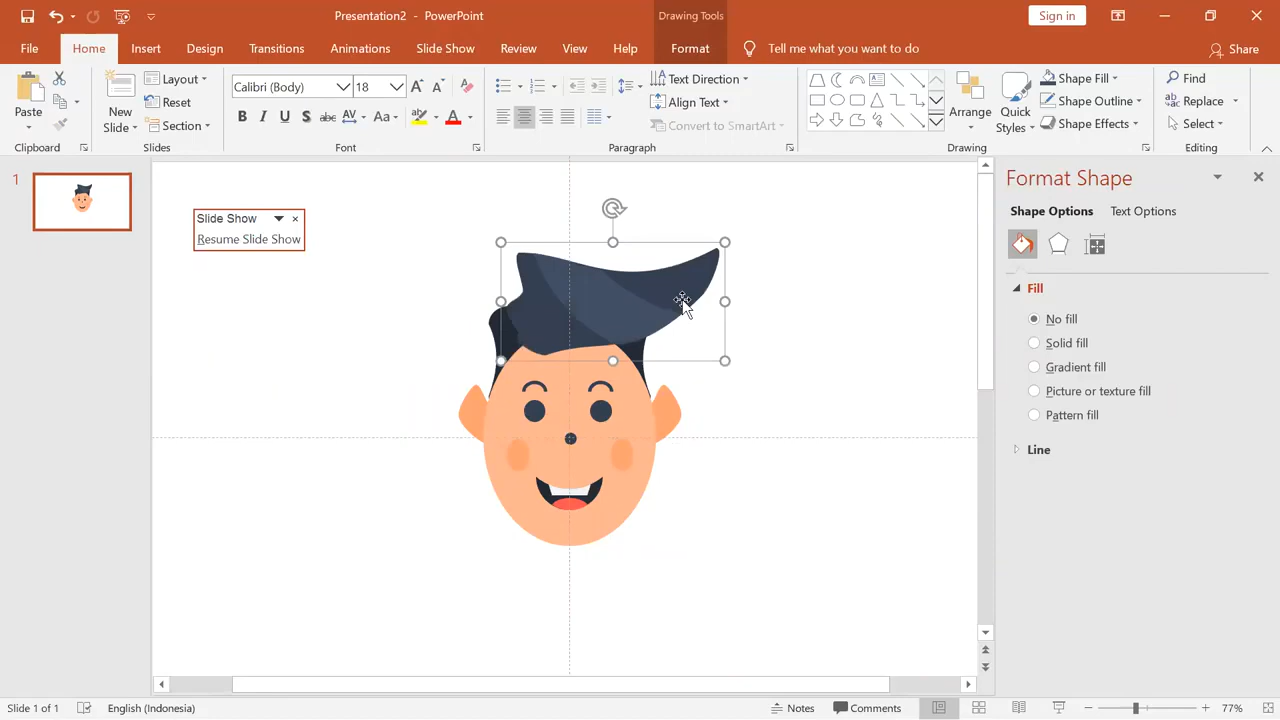 Presentation2 - PowerPoint
Drawing Tools
Sign in
File
Home
Insert
Design
Transitions
Animations
Slide Show
Review
View
Help
Format
Tell me what you want to do
Share
Paste
Clipboard
New
Slide
Layout
Reset
Section
Slides
Calibri (Body)
18
B I U S abc AV Aa
Font
Text Direction
Align Text
Convert to SmartArt
Paragraph
Arrange
Quick
Styles
Shape Fill
Shape Outline
Shape Effects
Drawing
Find
Replace
Select
Editing
1
Slide Show
Resume Slide Show
Format Shape
Shape Options
Text Options
Fill
No fill
Solid fill
Gradient fill
Picture or texture fill
Pattern fill
Line
Slide 1 of 1
English (Indonesia)
Notes
Comments
77%